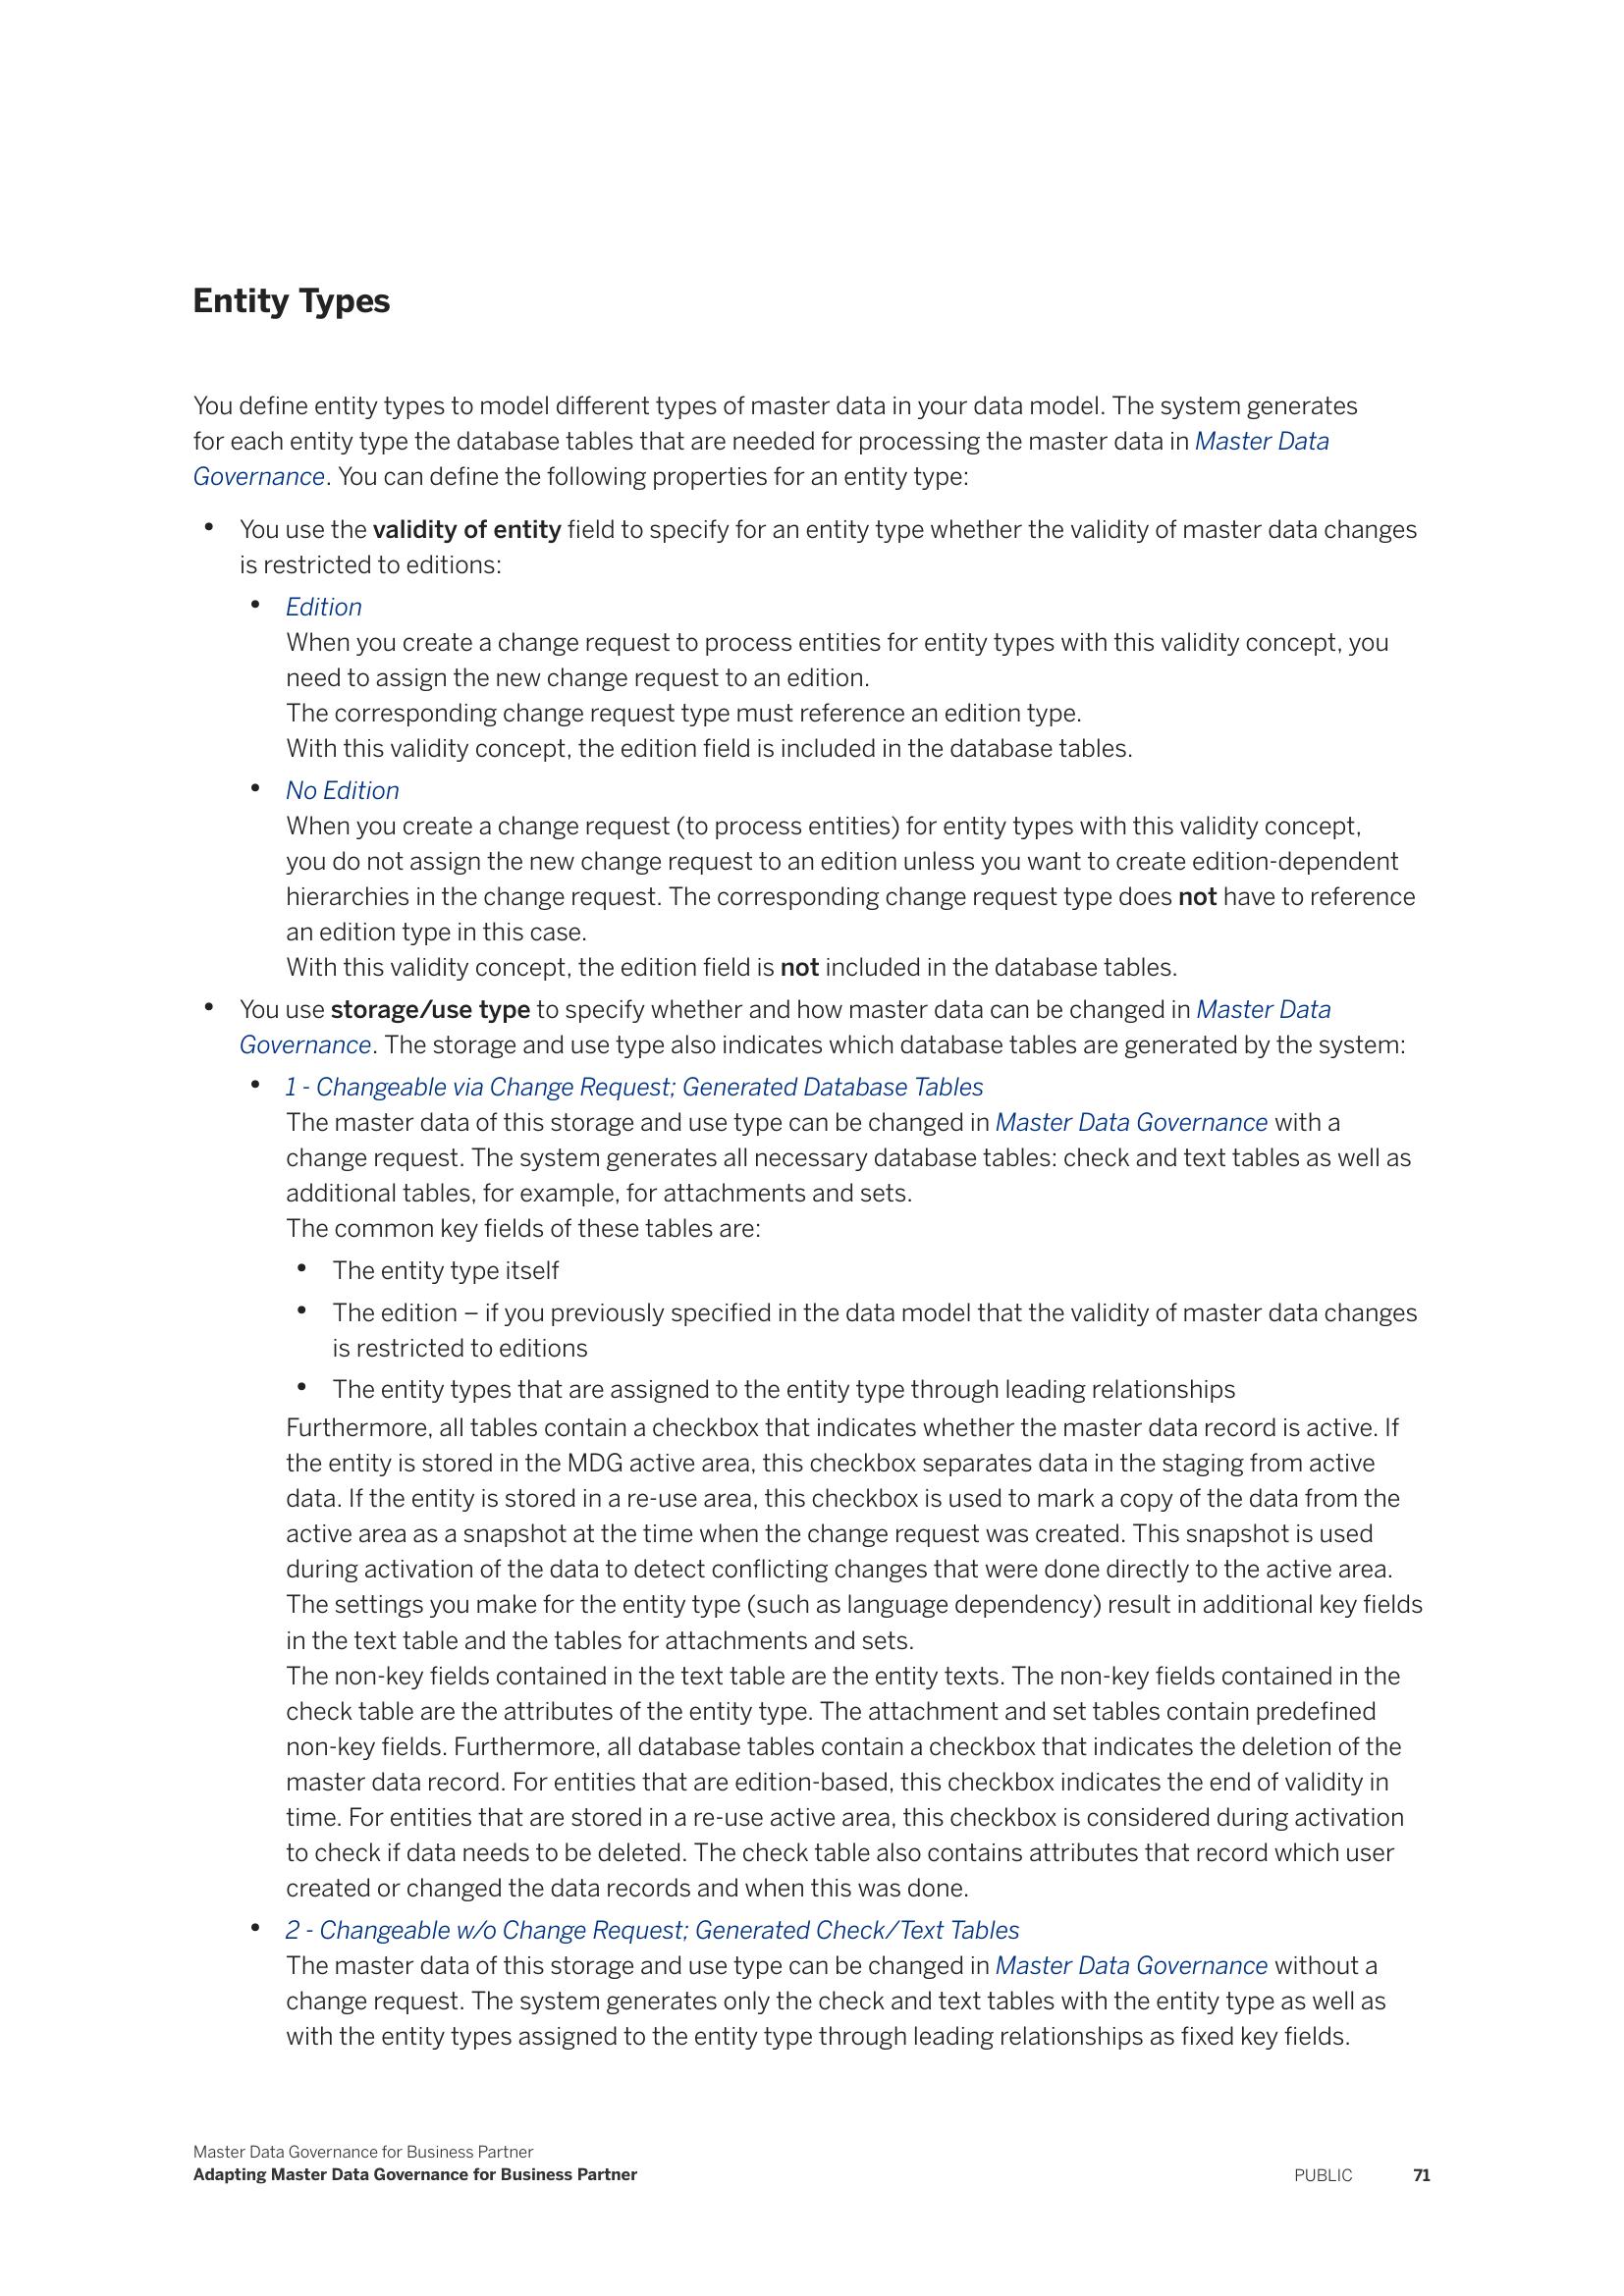 Entity Types
You define entity types to model different types of master data in your data model. The system generates
for each entity type the database tables that are needed for processing the master data in Master Data
Governance. You can define the following properties for an entity type:
• You use the validity of entity field to specify for an entity type whether the validity of master data changes
is restricted to editions:
• Edition
When you create a change request to process entities for entity types with this validity concept, you
need to assign the new change request to an edition.
The corresponding change request type must reference an edition type.
With this validity concept, the edition field is included in the database tables.
• No Edition
When you create a change request (to process entities) for entity types with this validity concept,
you do not assign the new change request to an edition unless you want to create edition-dependent
hierarchies in the change request. The corresponding change request type does not have to reference
an edition type in this case.
With this validity concept, the edition field is not included in the database tables.
• You use storage/use type to specify whether and how master data can be changed in Master Data
Governance. The storage and use type also indicates which database tables are generated by the system:
• 1 - Changeable via Change Request; Generated Database Tables
The master data of this storage and use type can be changed in Master Data Governance with a
change request. The system generates all necessary database tables: check and text tables as well as
additional tables, for example, for attachments and sets.
The common key fields of these tables are:
• The entity type itself
• The edition – if you previously specified in the data model that the validity of master data changes
is restricted to editions
• The entity types that are assigned to the entity type through leading relationships
Furthermore, all tables contain a checkbox that indicates whether the master data record is active. If
the entity is stored in the MDG active area, this checkbox separates data in the staging from active
data. If the entity is stored in a re-use area, this checkbox is used to mark a copy of the data from the
active area as a snapshot at the time when the change request was created. This snapshot is used
during activation of the data to detect conflicting changes that were done directly to the active area.
The settings you make for the entity type (such as language dependency) result in additional key fields
in the text table and the tables for attachments and sets.
The non-key fields contained in the text table are the entity texts. The non-key fields contained in the
check table are the attributes of the entity type. The attachment and set tables contain predefined
non-key fields. Furthermore, all database tables contain a checkbox that indicates the deletion of the
master data record. For entities that are edition-based, this checkbox indicates the end of validity in
time. For entities that are stored in a re-use active area, this checkbox is considered during activation
to check if data needs to be deleted. The check table also contains attributes that record which user
created or changed the data records and when this was done.
• 2 - Changeable w/o Change Request; Generated Check/Text Tables
The master data of this storage and use type can be changed in Master Data Governance without a
change request. The system generates only the check and text tables with the entity type as well as
with the entity types assigned to the entity type through leading relationships as fixed key fields.
Master Data Governance for Business Partner
Adapting Master Data Governance for Business Partner
PUBLIC 71